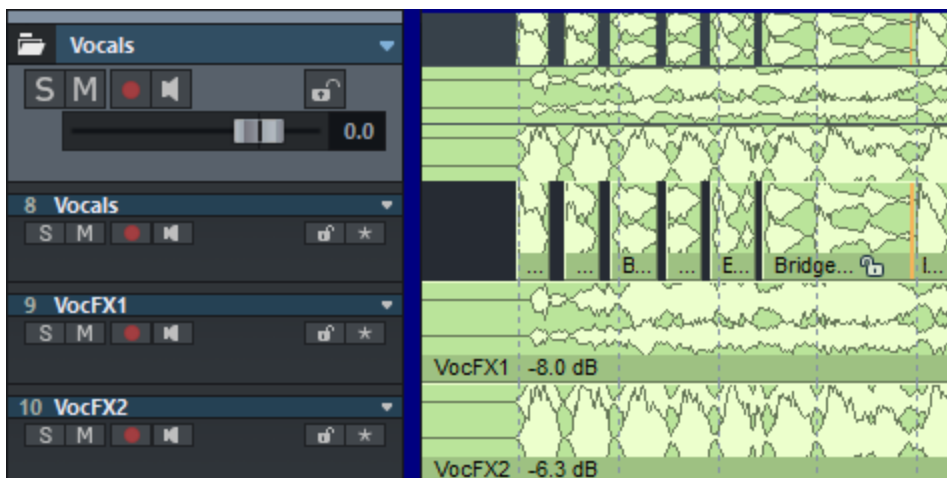 Vocals
S M
0.0
8 Vocals
S M *
... ... B... ... E... Bridge... I...
9 VocFX1
S M *
VocFX1 -8.0 dB
10 VocFX2
S M *
VocFX2 -6.3 dB